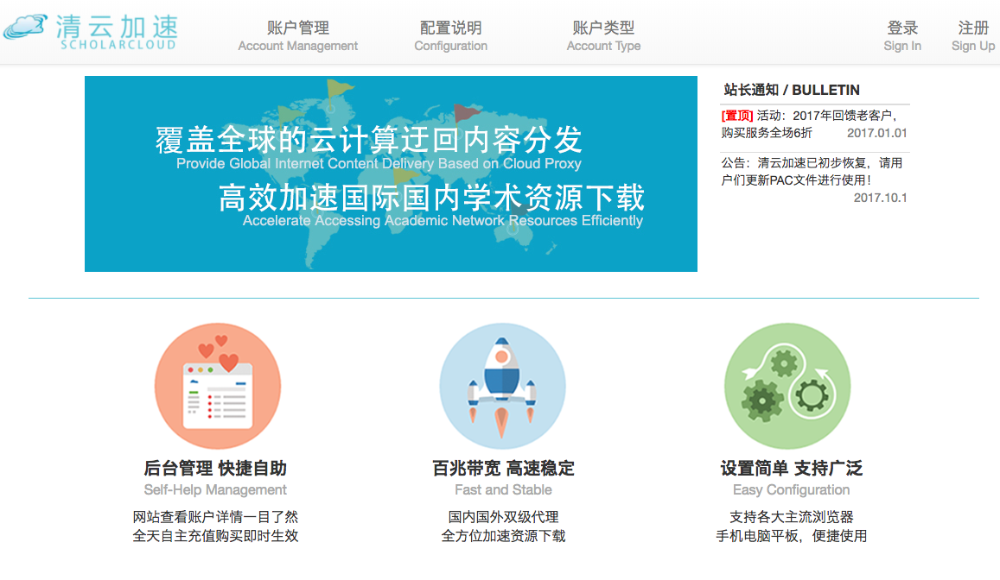 清云加速
SCHOLARCLOUD
账户管理
Account Management
配置说明
Configuration
账户类型
Account Type
登录
Sign In
注册
Sign Up
覆盖全球的云计算迂回内容分发
Provide Global Internet Content Delivery Based on Cloud Proxy
高效加速国际国内学术资源下载
Accelerate Accessing Academic Network Resources Efficiently
站长通知 / BULLETIN
[置顶] 活动：2017年回馈老客户，
购买服务全场6折 2017.01.01
公告：清云加速已初步恢复，请用
户们更新PAC文件进行使用！
2017.10.1
后台管理 快捷自助
Self-Help Management
网站查看账户详情一目了然
全天自主充值购买即时生效
百兆带宽 高速稳定
Fast and Stable
国内国外双级代理
全方位加速资源下载
设置简单 支持广泛
Easy Configuration
支持各大主流浏览器
手机电脑平板，便捷使用